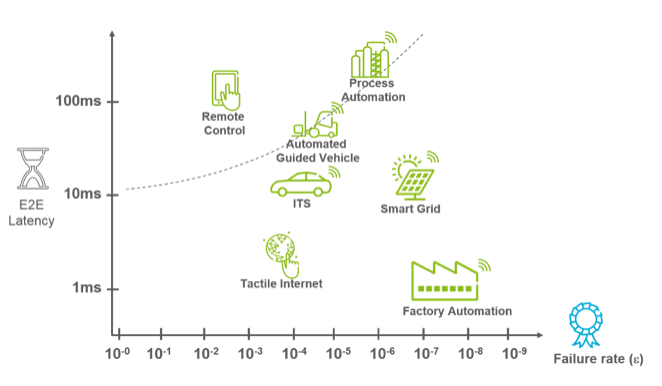 100ms
10ms
1ms
E2E
Latency
Remote
Control
Process
Automation
Automated
Guided Vehicle
ITS
Smart Grid
Tactile Internet
Factory Automation
10⁻⁰ 10⁻¹ 10⁻² 10⁻³ 10⁻⁴ 10⁻⁵ 10⁻⁶ 10⁻⁷ 10⁻⁸ 10⁻⁹
Failure rate (ε)